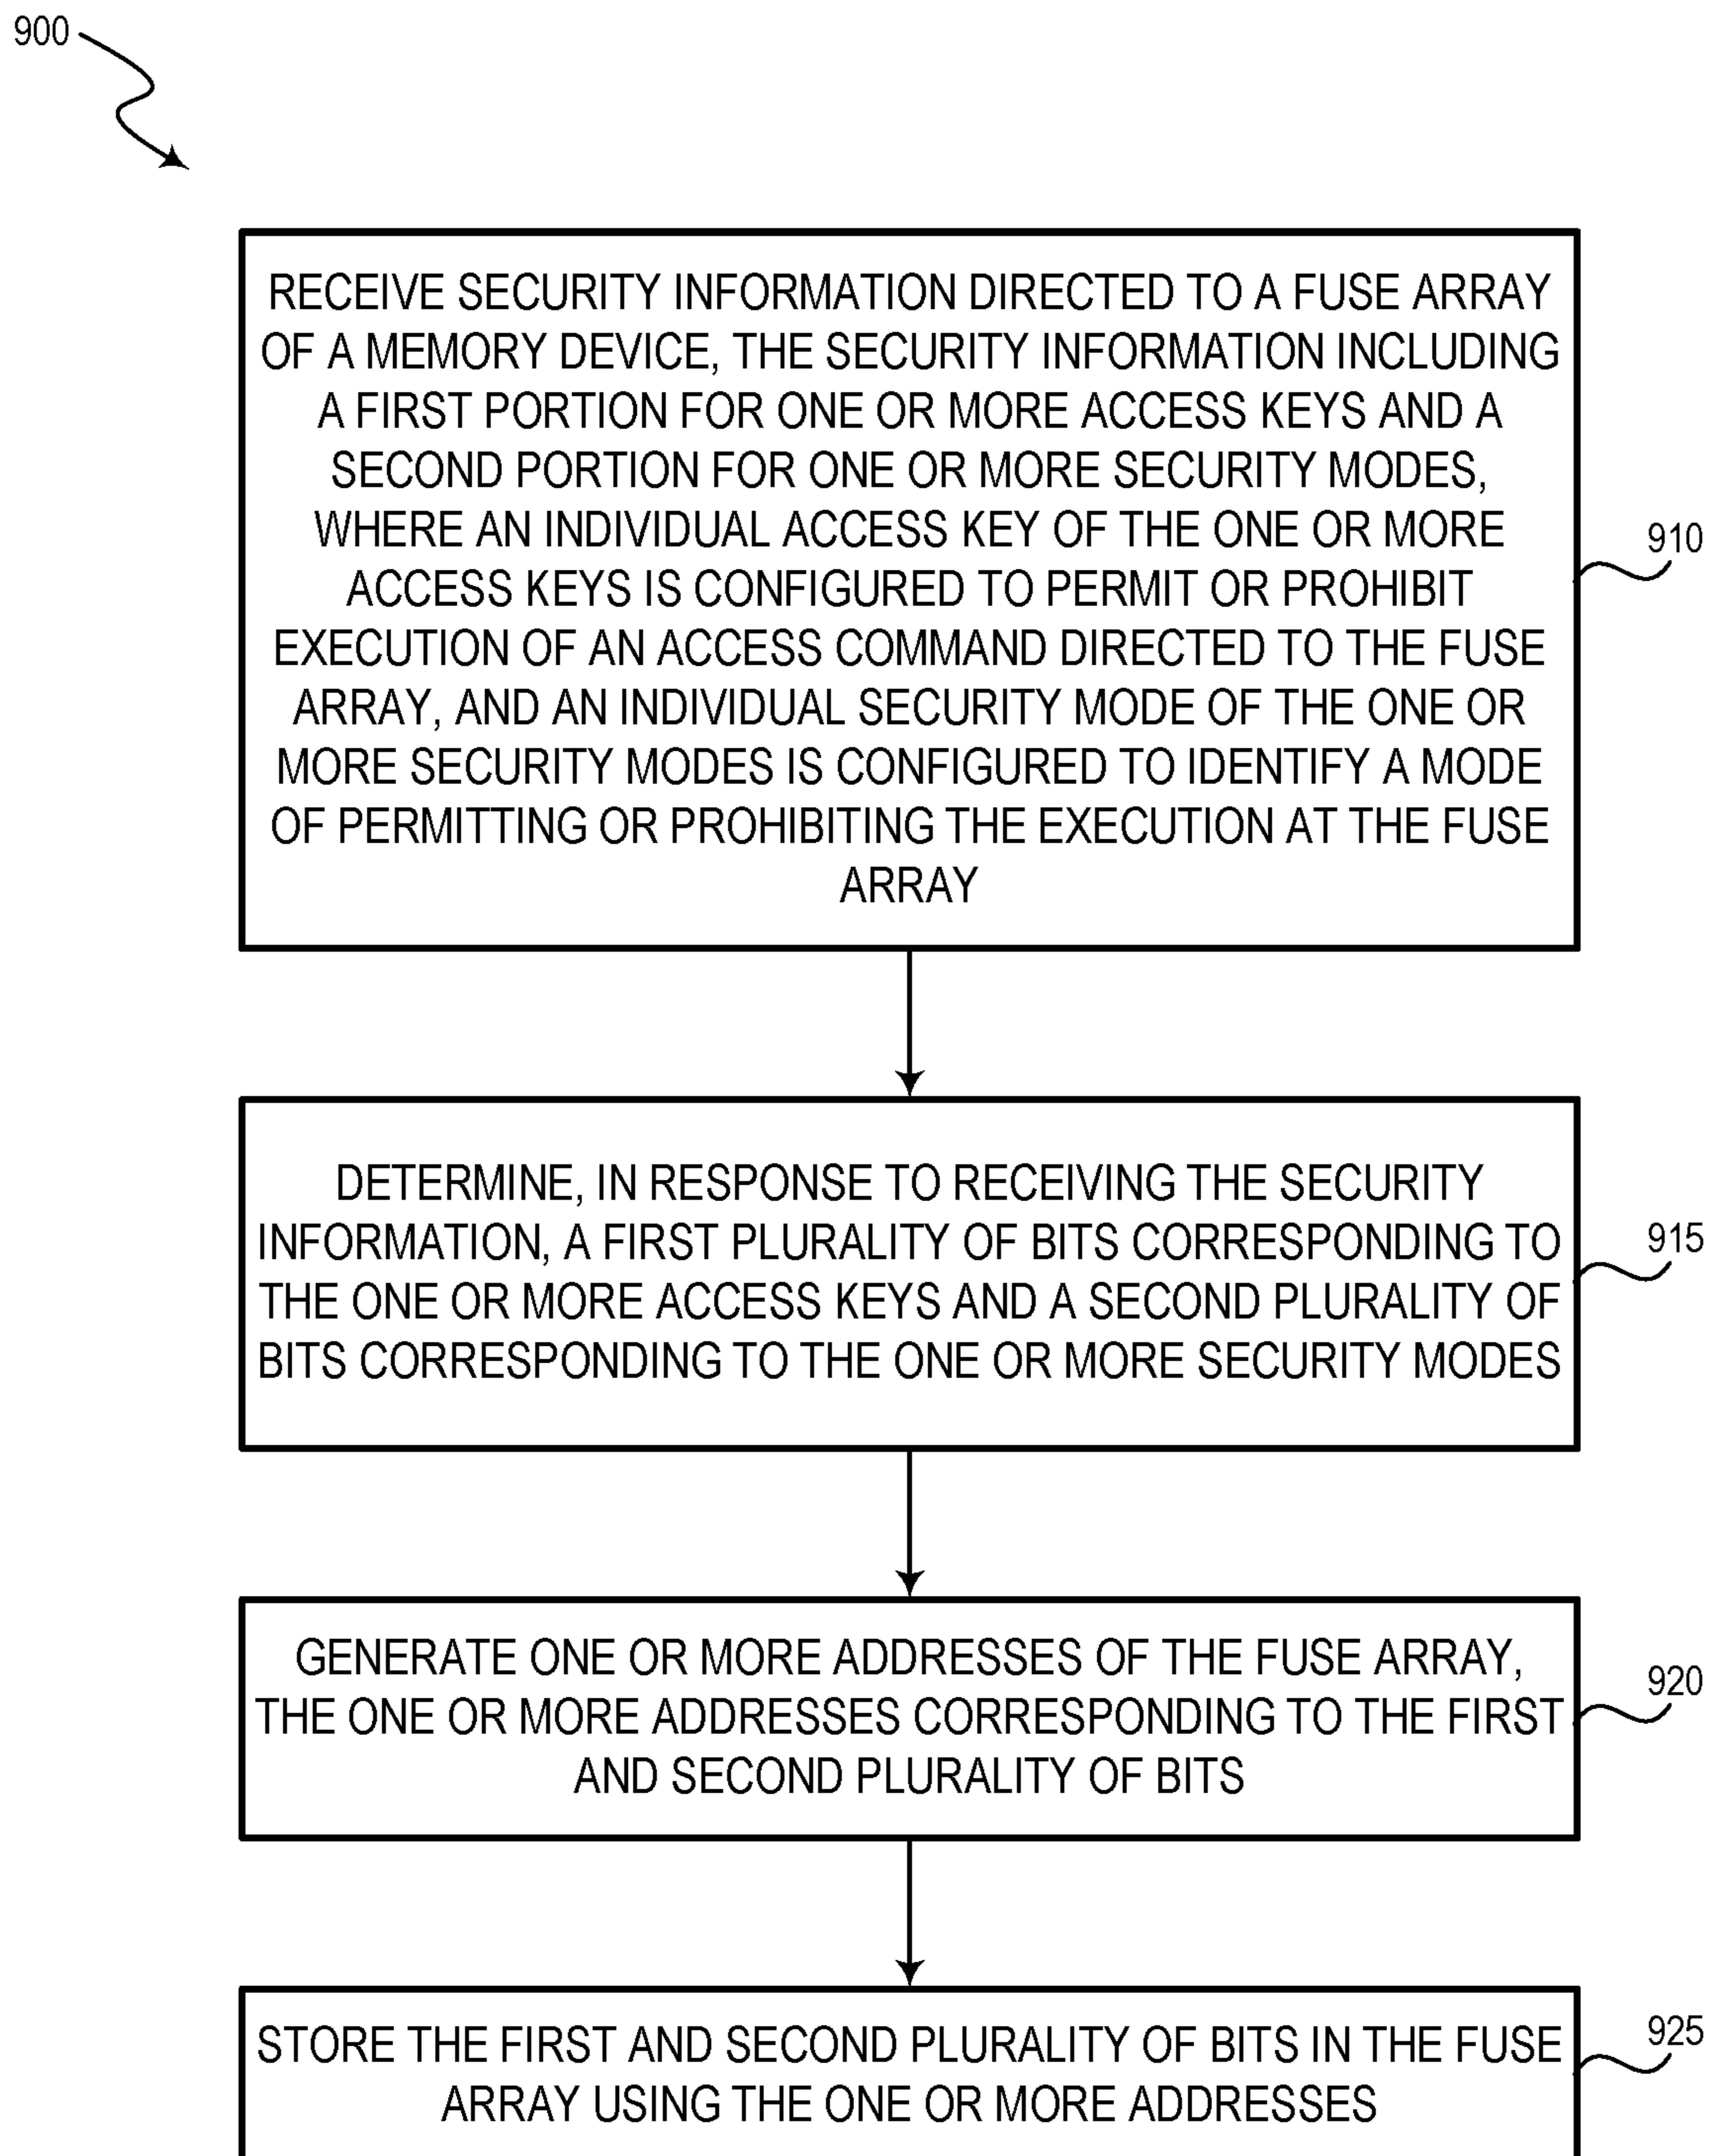 900
RECEIVE SECURITY INFORMATION DIRECTED TO A FUSE ARRAY
OF A MEMORY DEVICE, THE SECURITY INFORMATION INCLUDING
A FIRST PORTION FOR ONE OR MORE ACCESS KEYS AND A
SECOND PORTION FOR ONE OR MORE SECURITY MODES,
WHERE AN INDIVIDUAL ACCESS KEY OF THE ONE OR MORE
ACCESS KEYS IS CONFIGURED TO PERMIT OR PROHIBIT
EXECUTION OF AN ACCESS COMMAND DIRECTED TO THE FUSE
ARRAY, AND AN INDIVIDUAL SECURITY MODE OF THE ONE OR
MORE SECURITY MODES IS CONFIGURED TO IDENTIFY A MODE
OF PERMITTING OR PROHIBITING THE EXECUTION AT THE FUSE
ARRAY
910
DETERMINE, IN RESPONSE TO RECEIVING THE SECURITY
INFORMATION, A FIRST PLURALITY OF BITS CORRESPONDING TO
THE ONE OR MORE ACCESS KEYS AND A SECOND PLURALITY OF
BITS CORRESPONDING TO THE ONE OR MORE SECURITY MODES
915
GENERATE ONE OR MORE ADDRESSES OF THE FUSE ARRAY,
THE ONE OR MORE ADDRESSES CORRESPONDING TO THE FIRST
AND SECOND PLURALITY OF BITS
920
STORE THE FIRST AND SECOND PLURALITY OF BITS IN THE FUSE
ARRAY USING THE ONE OR MORE ADDRESSES
925